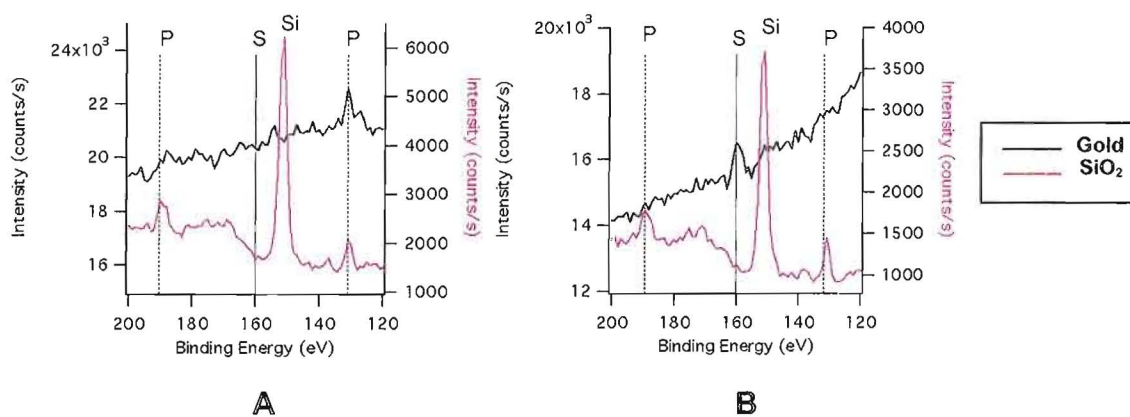 P S Si P
24x10³
22
20
18
16
Intensity (counts/s)
6000
5000
4000
3000
2000
1000
Intensity (counts/s)
200 180 160 140 120
Binding Energy (eV)
A
P S Si P
20x10³
18
16
14
12
Intensity (counts/s)
4000
3500
3000
2500
2000
1500
1000
Intensity (counts/s)
200 180 160 140 120
Binding Energy (eV)
B
Gold
SiO₂